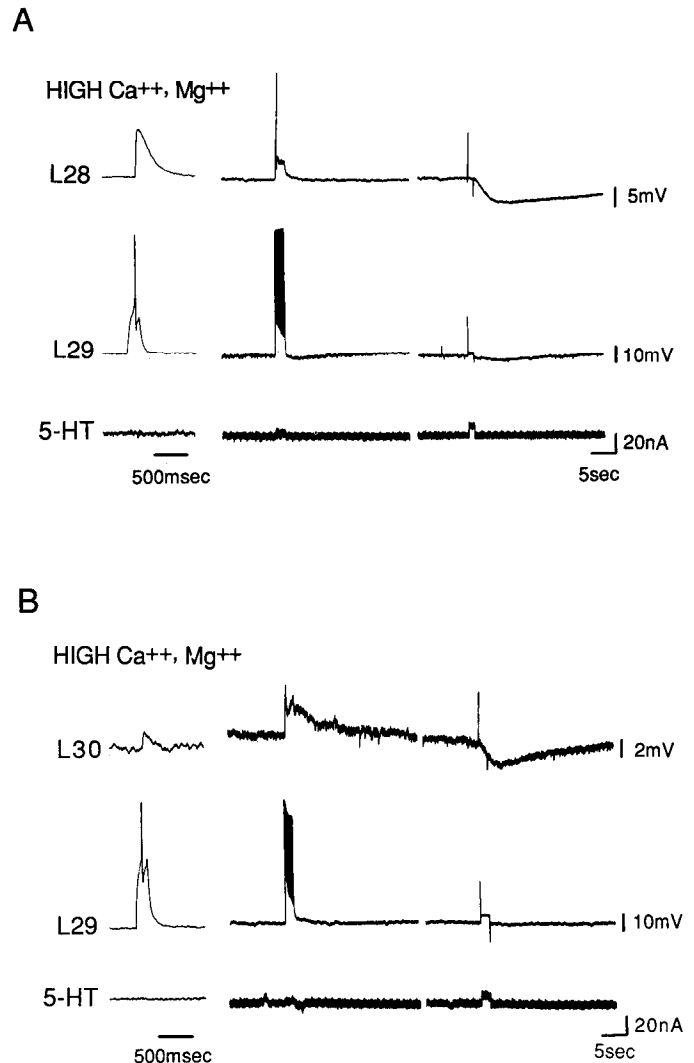 A
HIGH Ca++, Mg++
L28
5mV
L29
10mV
5-HT
20nA
500msec
5sec
B
HIGH Ca++, Mg++
L30
2mV
L29
10mV
5-HT
20nA
500msec
5sec